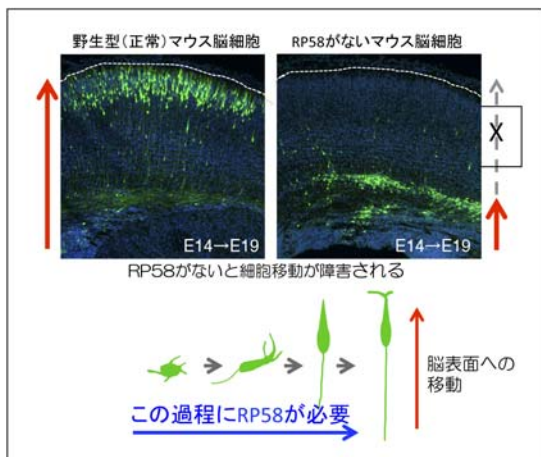 野生型(正常)マウス脳細胞
RP58がないマウス脳細胞
X
E14→E19
E14→E19
RP58がないと細胞移動が障害される
脳表面への
移動
この過程にRP58が必要